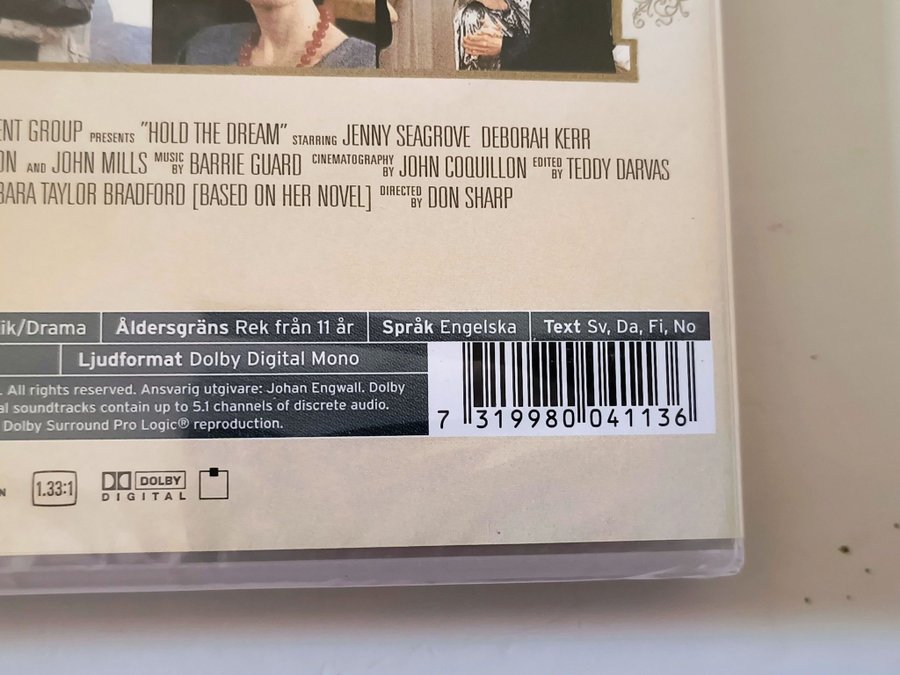 ENT GROUP PRESENTS "HOLD THE DREAM" STARRING JENNY SEAGROVE DEBORAH KERR
ON AND JOHN MILLS MUSIC BY BARRIE GUARD CINEMATOGRAPHY BY JOHN COQUILLON EDITED BY TEDDY DARVAS
BARA TAYLOR BRADFORD [BASED ON HER NOVEL] DIRECTED BY DON SHARP
ik/Drama Åldersgräns Rek från 11 år Språk Engelska Text Sv, Da, Fi, No
Ljudformat Dolby Digital Mono
. All rights reserved. Ansvarig utgivare: Johan Engwall. Dolby
al soundtracks contain up to 5.1 channels of discrete audio.
Dolby Surround Pro Logic® reproduction.
7 319980 041136
N 1.33:1 DOLBY
DIGITAL